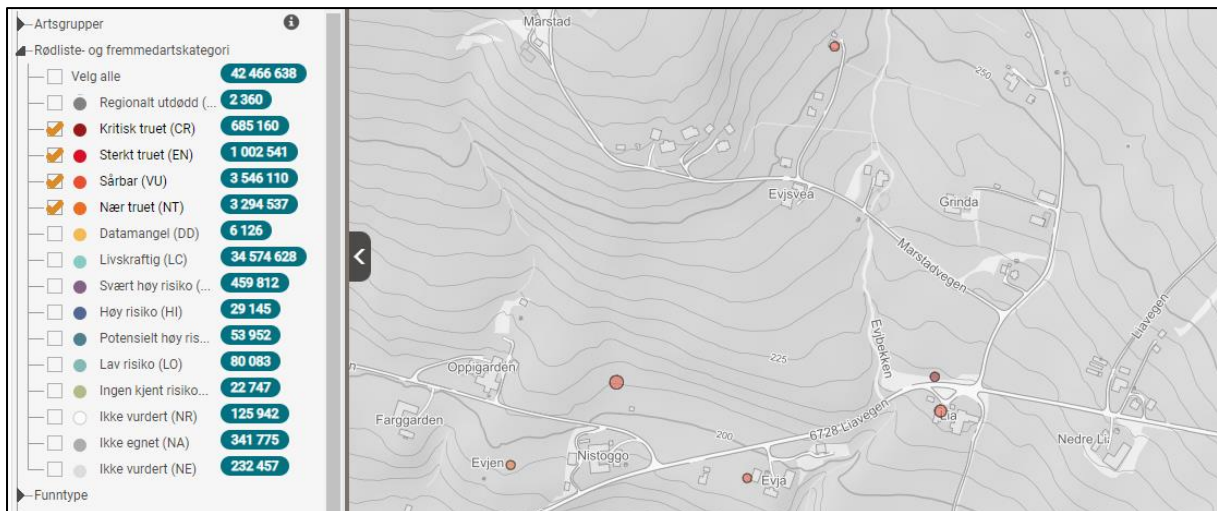 Artsgrupper
Rødliste- og fremmedartskategori
Velg alle 42 466 638
Regionalt utdødd (... 2 360
Kritisk truet (CR) 685 160
Sterkt truet (EN) 1 002 541
Sårbar (VU) 3 546 110
Nær truet (NT) 3 294 537
Datamangel (DD) 6 126
Livskraftig (LC) 34 574 628
Svært høy risiko (... 459 812
Høy risiko (HI) 29 145
Potensielt høy ris... 53 952
Lav risiko (LO) 80 083
Ingen kjent risiko... 22 747
Ikke vurdert (NR) 125 942
Ikke egnet (NA) 341 775
Ikke vurdert (NE) 232 457
Funntype
Marstad
250
Evjsvea
Grinda
Marstadvegen
Liavegen
Evjbekken
225
Oppigarden
Farggarden
200
6728 Liavegen
Lia
Nedre Lia
Evjen
Nistoggo
Evja